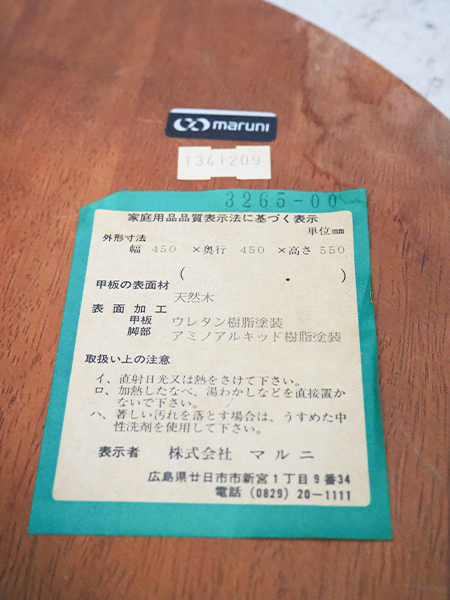 maruni
1341209
3265-00
家庭用品品質表示法に基づく表示
単位mm
外形寸法
幅 450 ×奥行 450 ×高さ 550
( )
甲板の表面材
天然木
表面加工
甲板 ウレタン樹脂塗装
脚部 アミノアルキッド樹脂塗装
取扱い上の注意
イ、直射日光又は熱をさけて下さい。
ロ、加熱したなべ、湯わかしなどを直接置か
ないで下さい。
ハ、著しい汚れを落とす場合は、うすめた中
性洗剤を使用して下さい。
表示者 株式会社 マルニ
広島県廿日市市新宮1丁目9番34
電話 (0829) 20-1111